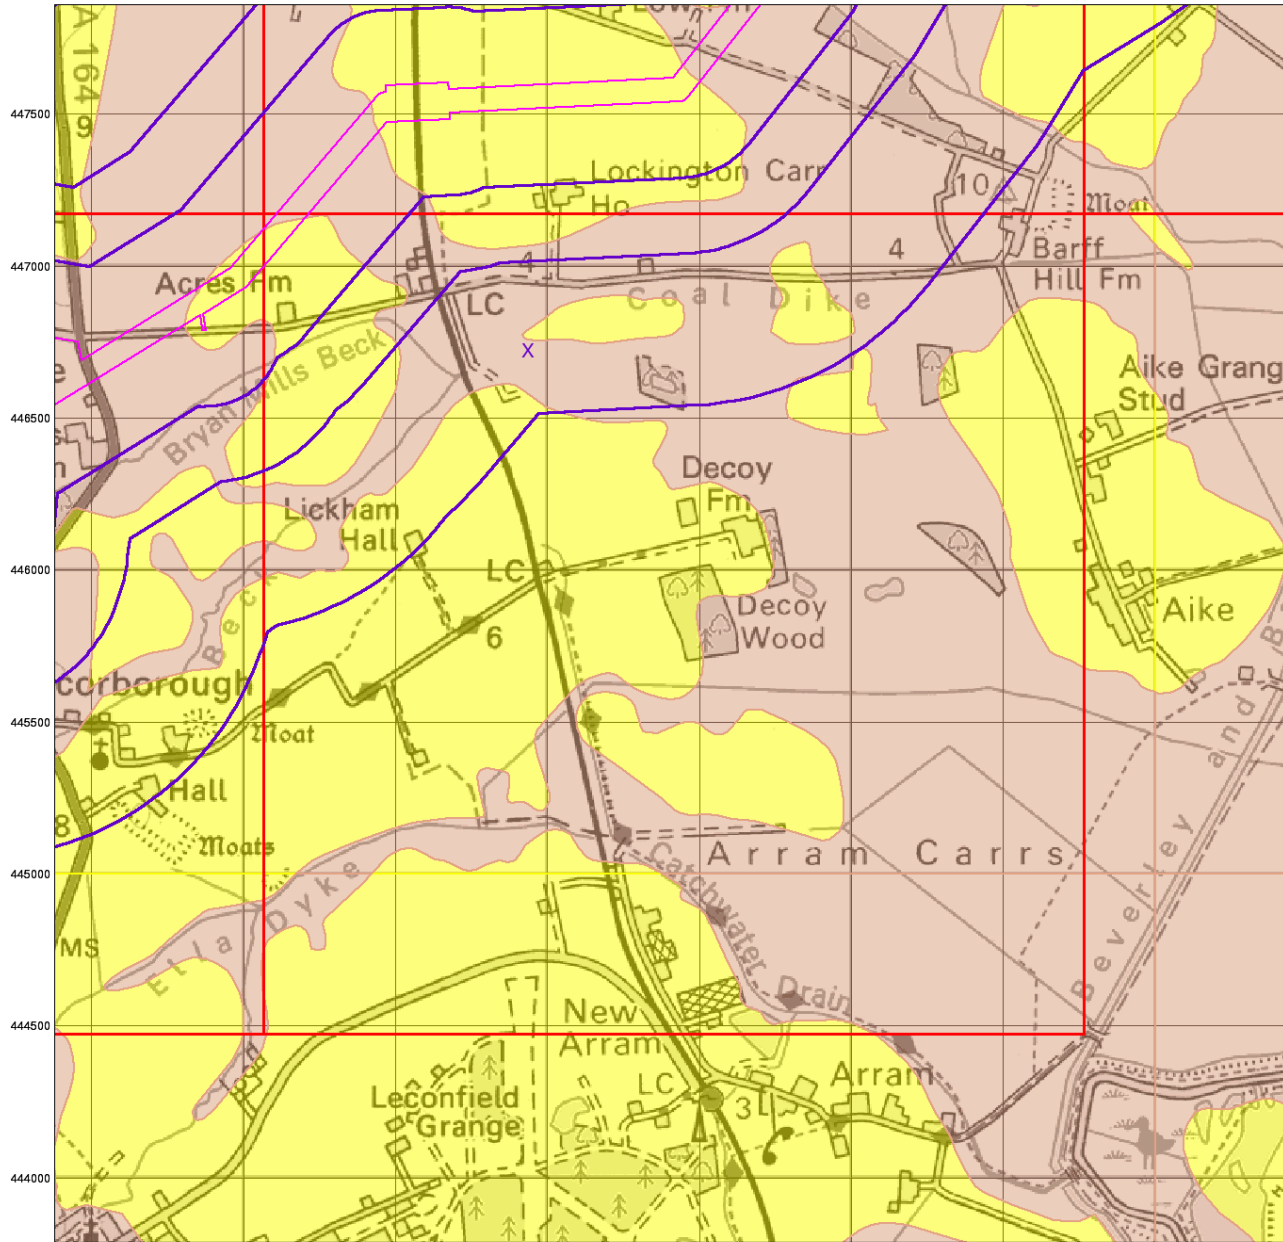 A 1649
447500
Lockington Carr
Ho
10
Moat
447000
Acres Fm
4
4
Barff
Hill Fm
LC
Coal Dike
Bryan Mills Beck
Aike Grang
Stud
446500
Decoy
Fm
Lickham
Hall
446000
LC
Beck
6
Decoy
Wood
Aike
corborough
445500
Moat
Hall
8
Moats
Arram Carrs
Beverley and B
445000
Ella Dyke
Catchwater Drain
MS
444500
New
Arram
LC
3
Arram
Leconfield
Grange
444000
X